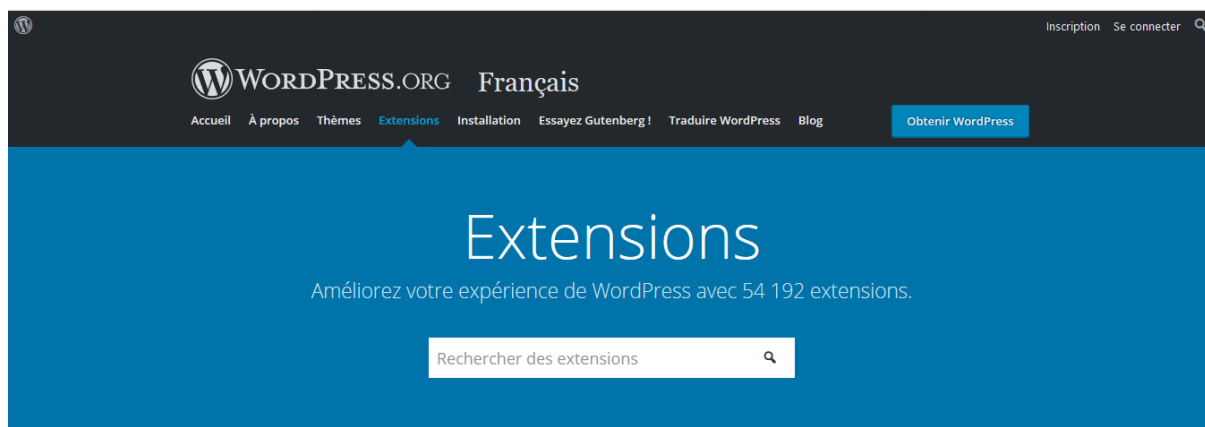 Inscription Se connecter
WORDPRESS.ORG Français
Accueil À propos Thèmes Extensions Installation Essayez Gutenberg ! Traduire WordPress Blog Obtenir WordPress
Extensions
Améliorez votre expérience de WordPress avec 54 192 extensions.
Rechercher des extensions